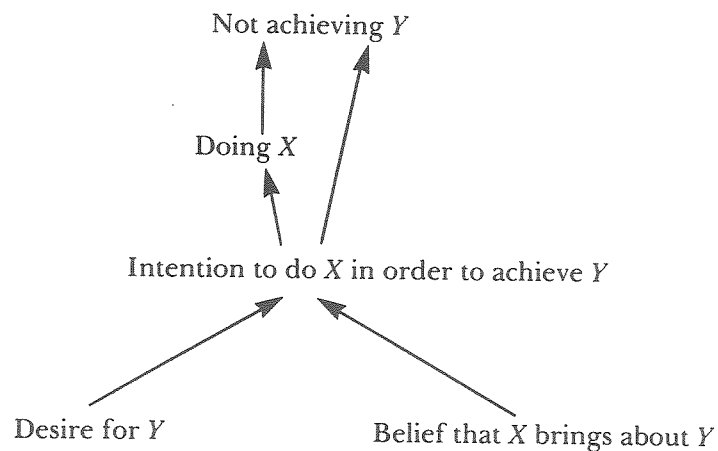 Not achieving Y
Doing X
Intention to do X in order to achieve Y
Desire for Y
Belief that X brings about Y